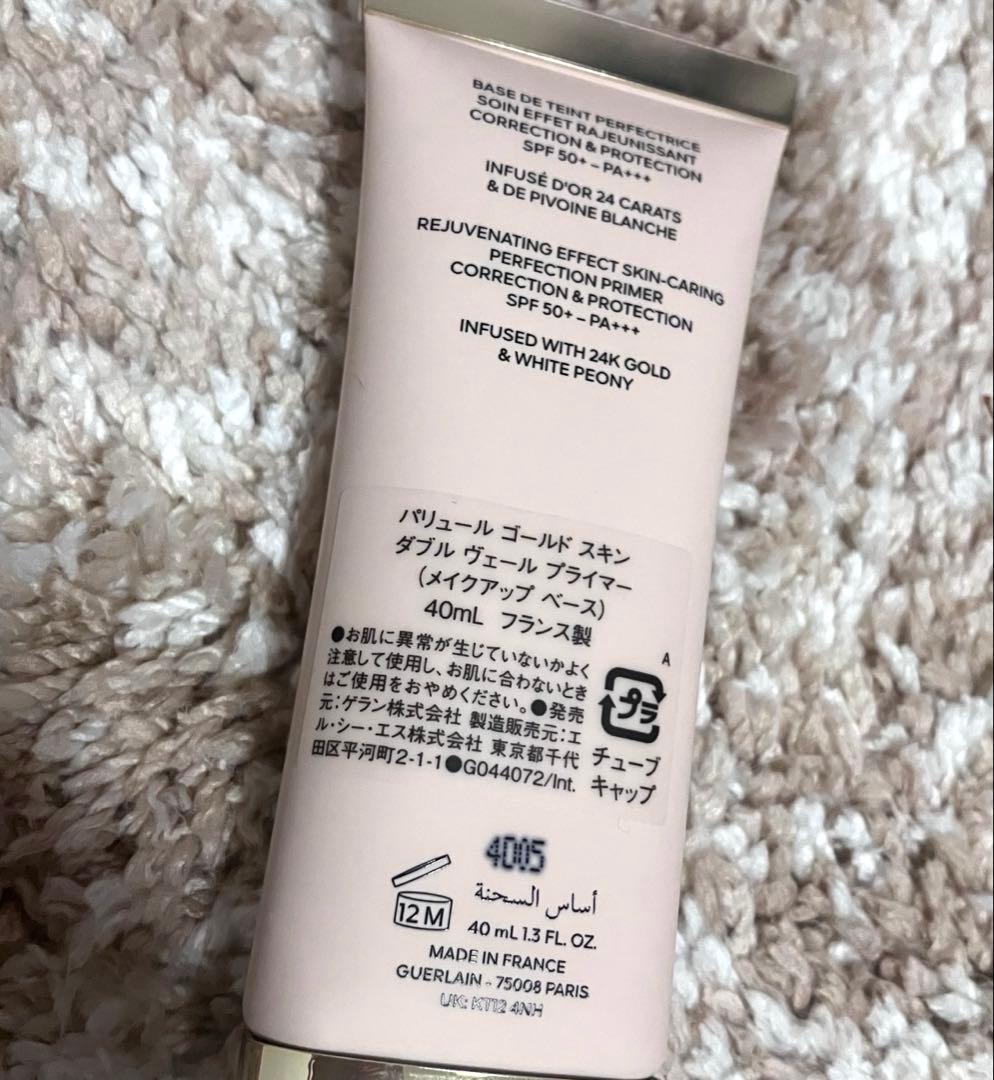 BASE DE TEINT PERFECTRICE
SOIN EFFET RAJEUNISSANT
CORRECTION & PROTECTION
SPF 50+ – PA+++
INFUSÉ D'OR 24 CARATS
& DE PIVOINE BLANCHE
REJUVENATING EFFECT SKIN-CARING
PERFECTION PRIMER
CORRECTION & PROTECTION
SPF 50+ – PA+++
INFUSED WITH 24K GOLD
& WHITE PEONY
パリュール ゴールド スキン
ダブル ヴェール プライマー
(メイクアップ ベース)
40mL フランス製
●お肌に異常が生じていないかよく
注意して使用し、お肌に合わないとき
はご使用をおやめください。●発売
元:ゲラン株式会社 製造販売元:エ
ル・シー・エス株式会社 東京都千代
田区平河町2-1-1●G044072/Int.
A
プラ
チューブ
キャップ
4D05
12 M
أساس السحنة
40 mL 1.3 FL. OZ.
MADE IN FRANCE
GUERLAIN - 75008 PARIS
UK: KT12 4NH